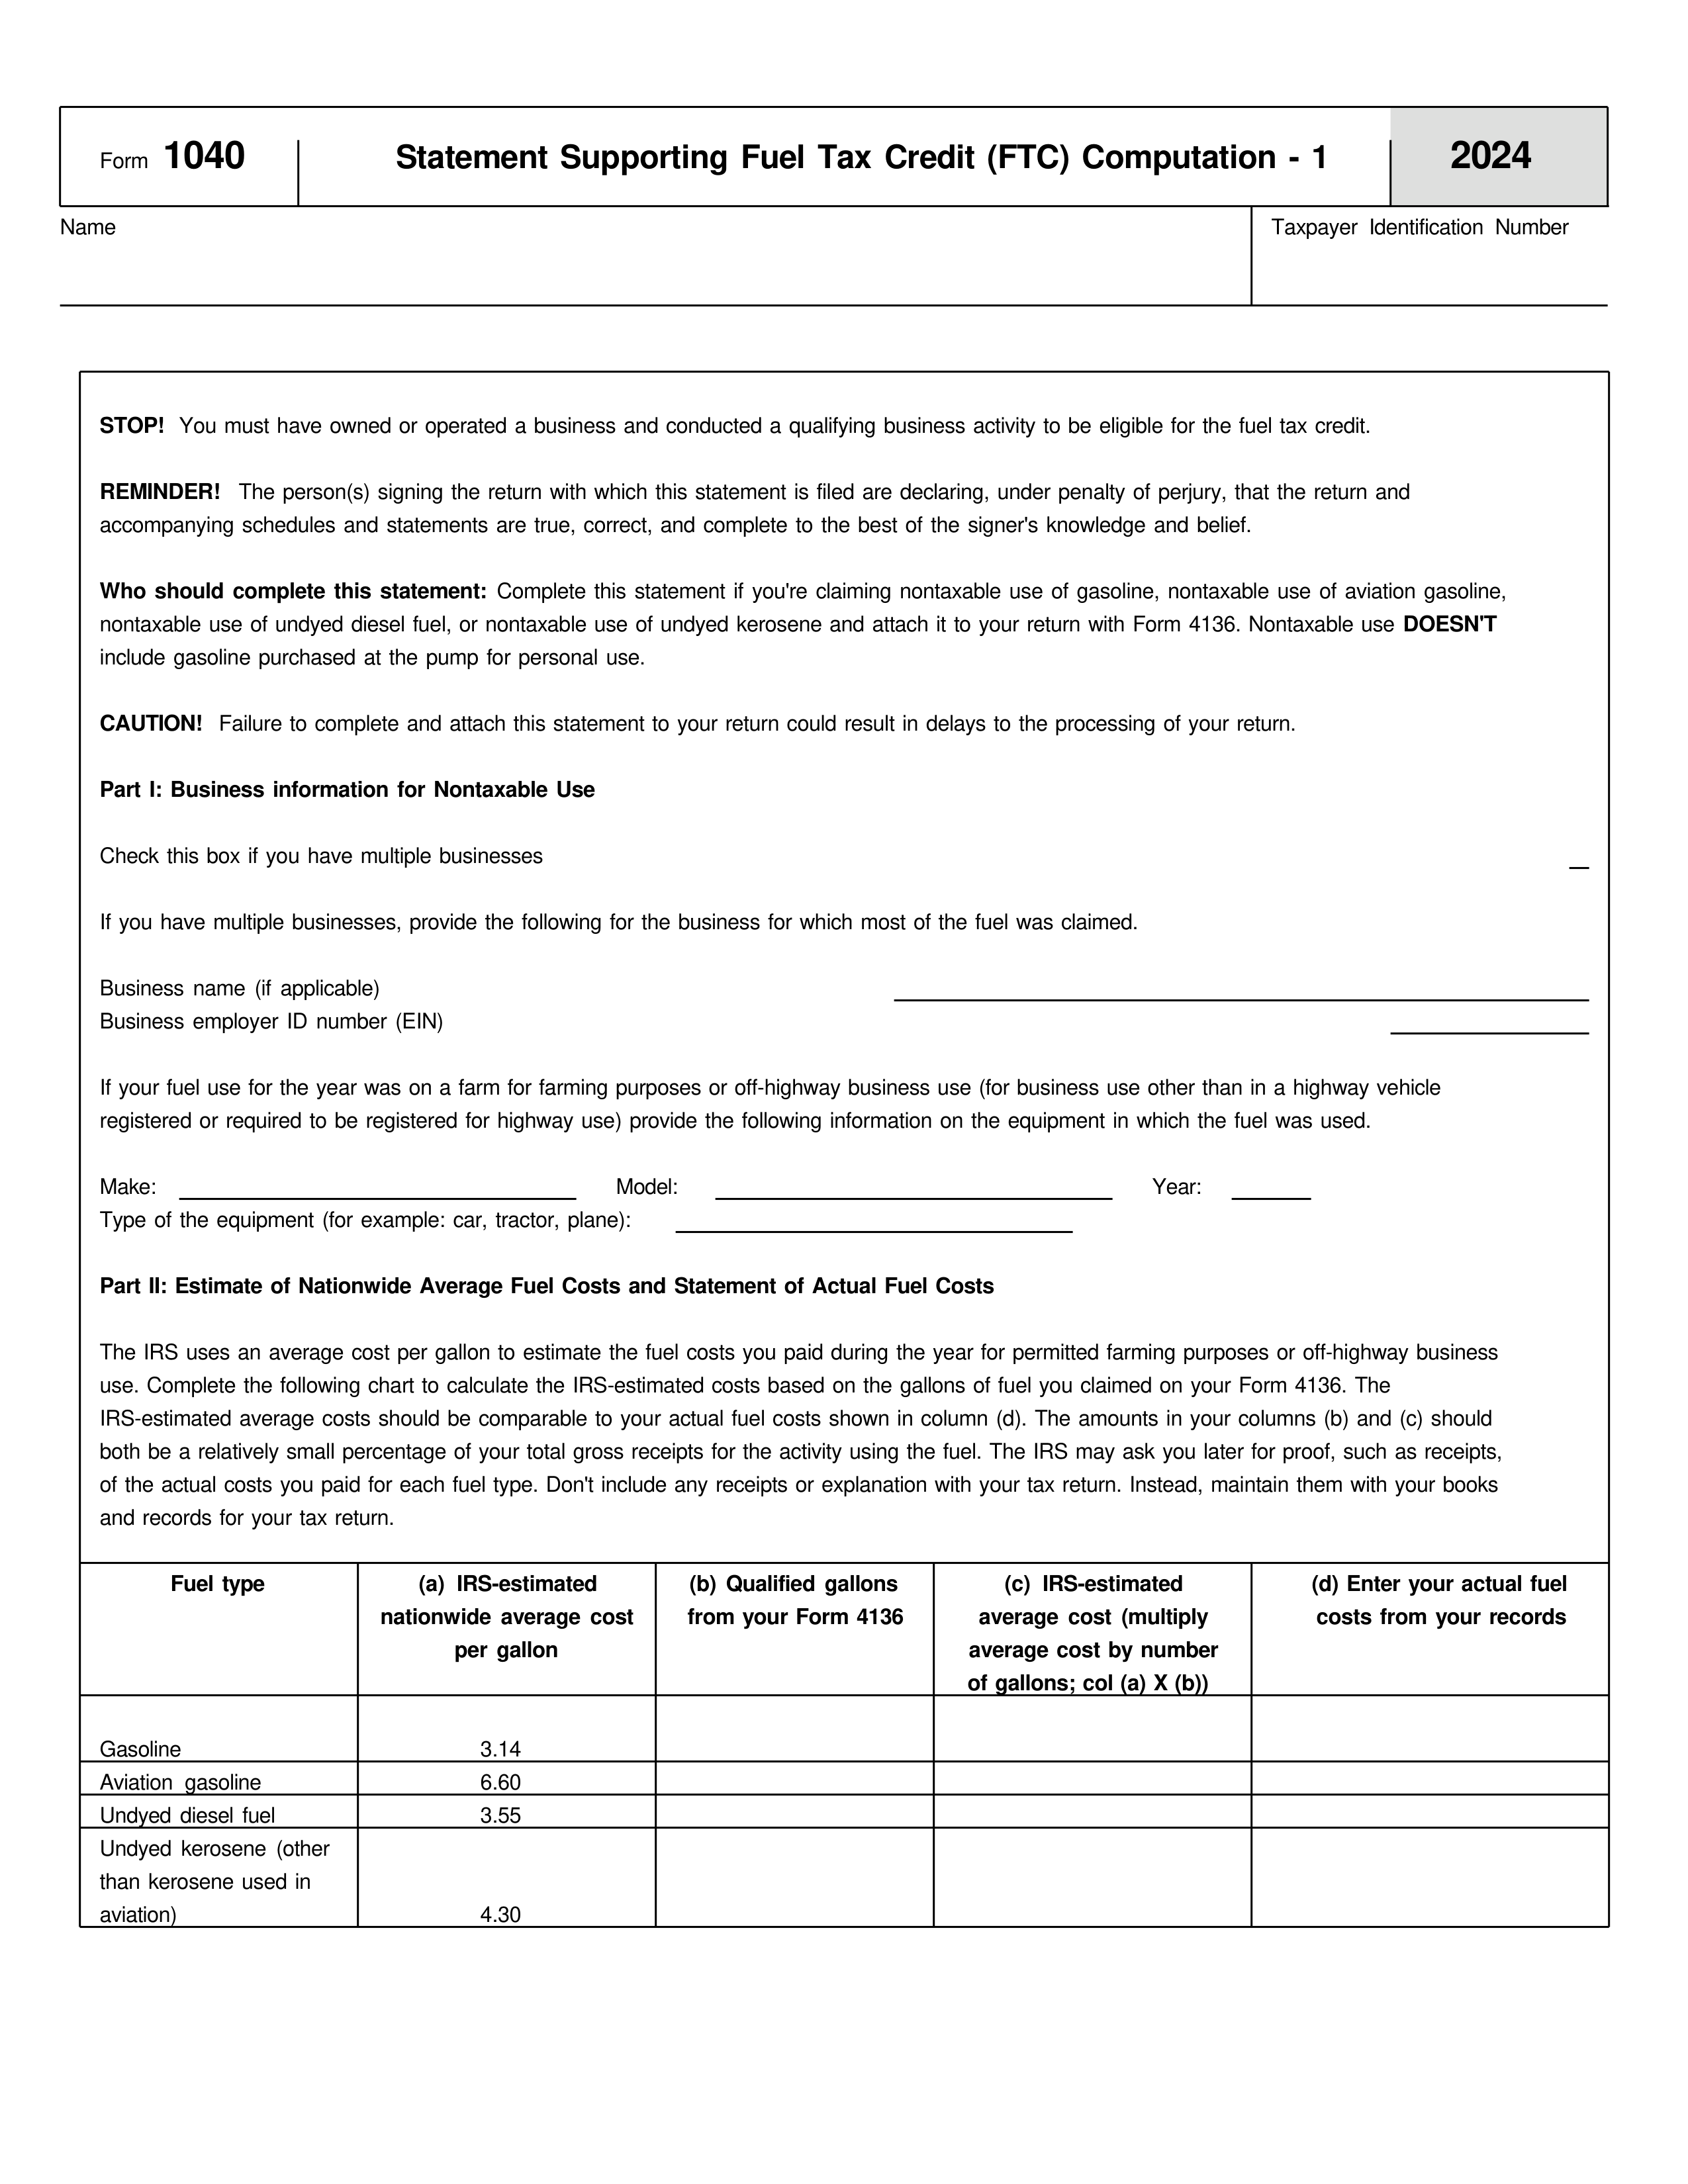 Form 1040
Statement Supporting Fuel Tax Credit (FTC) Computation - 1
2024
Name
Taxpayer Identification Number
STOP! You must have owned or operated a business and conducted a qualifying business activity to be eligible for the fuel tax credit.
REMINDER! The person(s) signing the return with which this statement is filed are declaring, under penalty of perjury, that the return and
accompanying schedules and statements are true, correct, and complete to the best of the signer's knowledge and belief.
Who should complete this statement: Complete this statement if you're claiming nontaxable use of gasoline, nontaxable use of aviation gasoline,
nontaxable use of undyed diesel fuel, or nontaxable use of undyed kerosene and attach it to your return with Form 4136. Nontaxable use DOESN'T
include gasoline purchased at the pump for personal use.
CAUTION! Failure to complete and attach this statement to your return could result in delays to the processing of your return.
Part I: Business information for Nontaxable Use
Check this box if you have multiple businesses
If you have multiple businesses, provide the following for the business for which most of the fuel was claimed.
Business name (if applicable)
Business employer ID number (EIN)
If your fuel use for the year was on a farm for farming purposes or off-highway business use (for business use other than in a highway vehicle
registered or required to be registered for highway use) provide the following information on the equipment in which the fuel was used.
Make: Model: Year:
Type of the equipment (for example: car, tractor, plane):
Part II: Estimate of Nationwide Average Fuel Costs and Statement of Actual Fuel Costs
The IRS uses an average cost per gallon to estimate the fuel costs you paid during the year for permitted farming purposes or off-highway business
use. Complete the following chart to calculate the IRS-estimated costs based on the gallons of fuel you claimed on your Form 4136. The
IRS-estimated average costs should be comparable to your actual fuel costs shown in column (d). The amounts in your columns (b) and (c) should
both be a relatively small percentage of your total gross receipts for the activity using the fuel. The IRS may ask you later for proof, such as receipts,
of the actual costs you paid for each fuel type. Don't include any receipts or explanation with your tax return. Instead, maintain them with your books
and records for your tax return.
Fuel type
(a) IRS-estimated
nationwide average cost
per gallon
(b) Qualified gallons
from your Form 4136
(c) IRS-estimated
average cost (multiply
average cost by number
of gallons; col (a) X (b))
(d) Enter your actual fuel
costs from your records
Gasoline 3.14
Aviation gasoline 6.60
Undyed diesel fuel 3.55
Undyed kerosene (other
than kerosene used in
aviation) 4.30